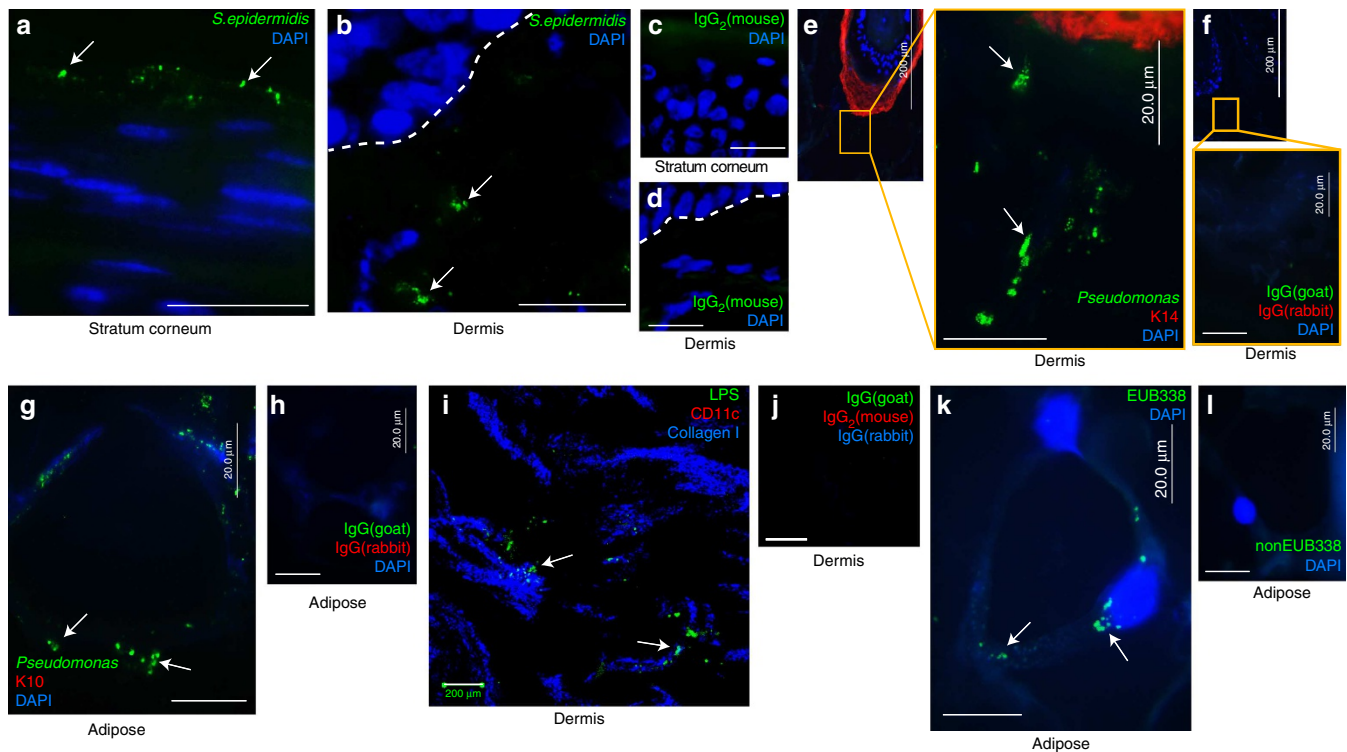 a
S.epidermidis
DAPI
Stratum corneum
b
S.epidermidis
DAPI
Dermis
c
IgG2(mouse)
DAPI
Stratum corneum
d
IgG2(mouse)
DAPI
Dermis
e
200 µm
20.0 µm
Pseudomonas
K14
DAPI
Dermis
f
200 µm
20.0 µm
IgG(goat)
IgG(rabbit)
DAPI
Dermis
g
20.0 µm
Pseudomonas
K10
DAPI
Adipose
h
20.0 µm
IgG(goat)
IgG(rabbit)
DAPI
Adipose
i
LPS
CD11c
Collagen I
200 µm
Dermis
j
IgG(goat)
IgG2(mouse)
IgG(rabbit)
Dermis
k
EUB338
DAPI
20.0 µm
Adipose
l
20.0 µm
nonEUB338
DAPI
Adipose